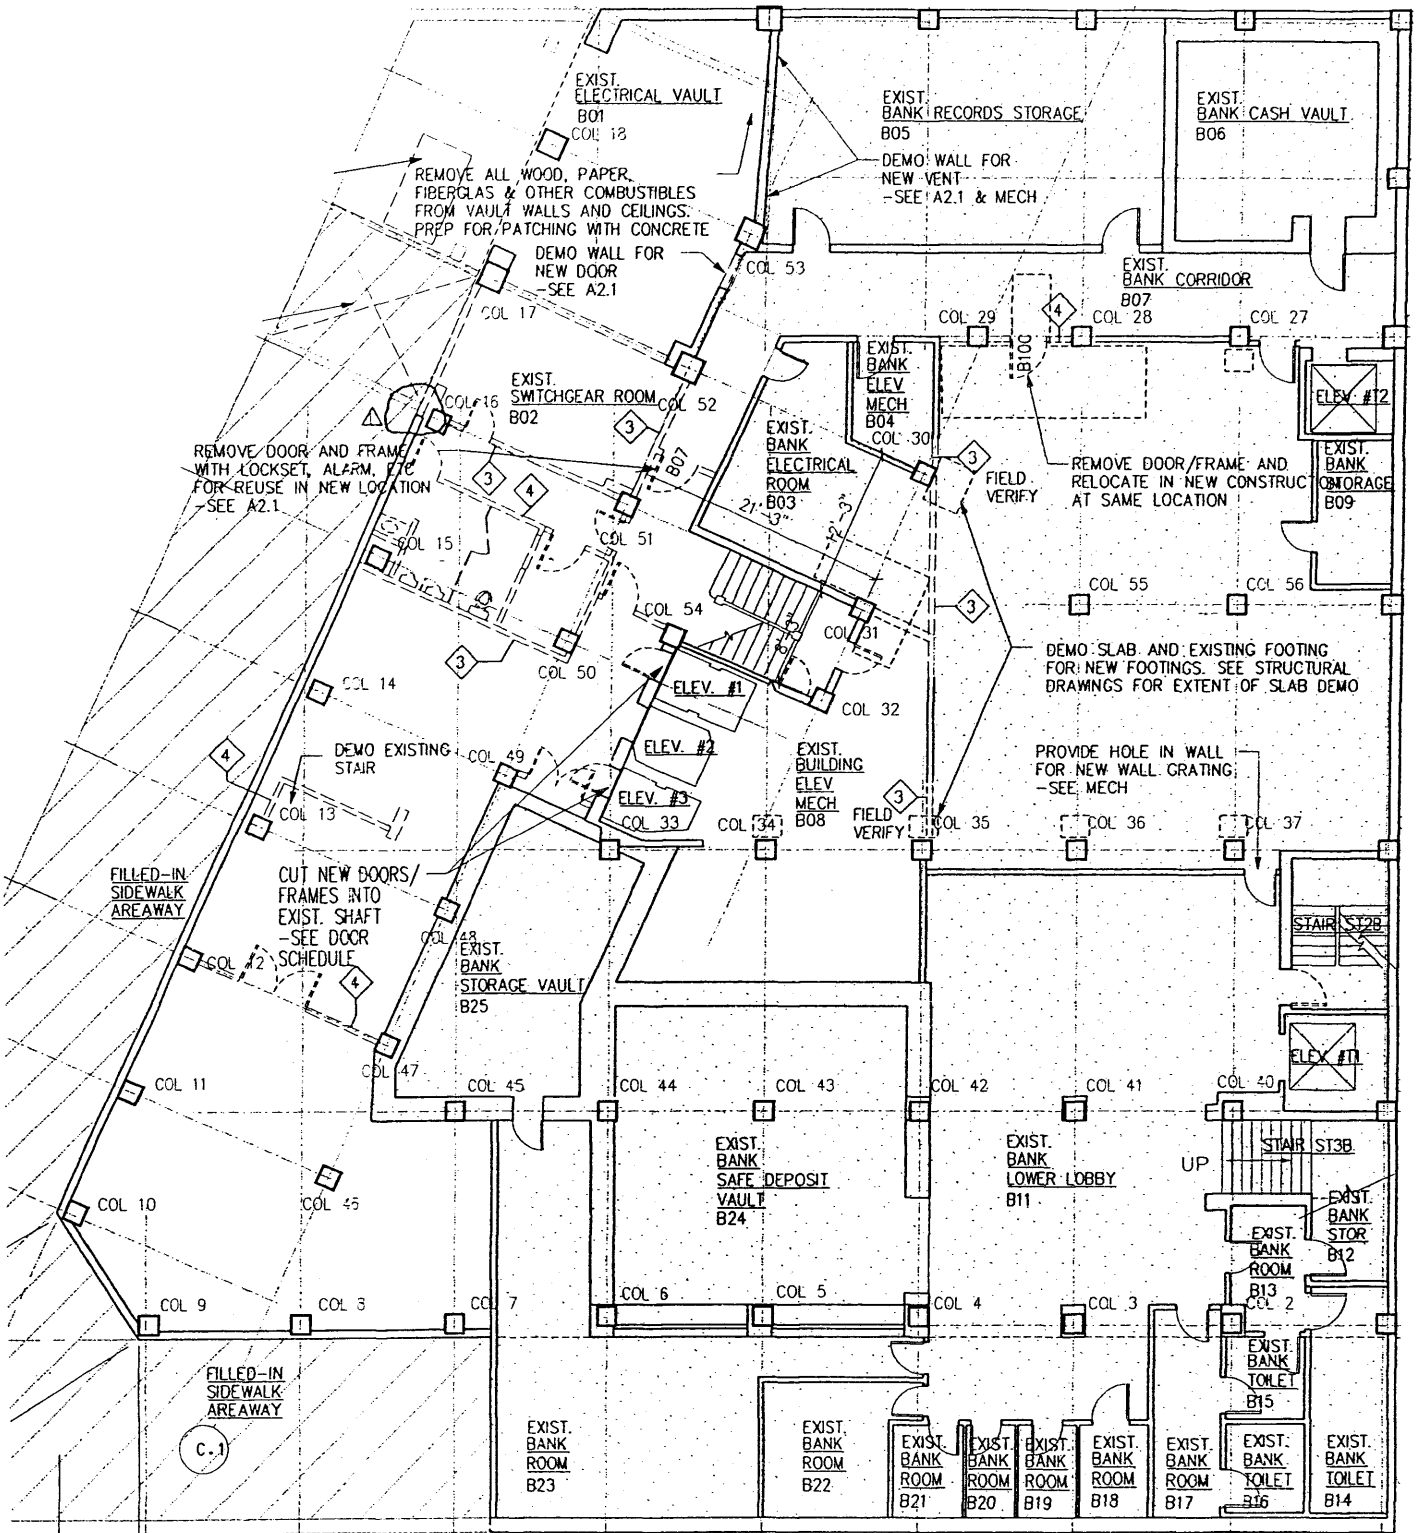 EXIST.
ELECTRICAL VAULT
B01
COL 18
EXIST.
BANK RECORDS STORAGE
B05
EXIST.
BANK CASH VAULT
B06
DEMO WALL FOR
NEW VENT
-SEE A2.1 & MECH
REMOVE ALL WOOD, PAPER,
FIBERGLAS & OTHER COMBUSTIBLES
FROM VAULT WALLS AND CEILINGS.
PREP FOR PATCHING WITH CONCRETE
DEMO WALL FOR
NEW DOOR
-SEE A2.1
COL 53
EXIST.
BANK CORRIDOR
B07
COL 17
COL 29
4
COL 28
COL 27
B100
EXIST.
BANK
ELEV
MECH
B04
EXIST.
SWITCHGEAR ROOM
B02
COL 16
COL 52
ELEV. #T2
3
B07
EXIST.
BANK
ELECTRICAL
ROOM
B03
COL 30
3
FIELD
VERIFY
REMOVE DOOR AND FRAME
WITH LOCKSET, ALARM, ETC
FOR REUSE IN NEW LOCATION
-SEE A2.1
3
4
REMOVE DOOR/FRAME AND
RELOCATE IN NEW CONSTRUCTION
AT SAME LOCATION
EXIST.
BANK
STORAGE
B09
21'-3"
COL 15
COL 51
COL 54
COL 31
3
COL 55
COL 56
3
COL 50
DEMO SLAB AND EXISTING FOOTING
FOR NEW FOOTINGS. SEE STRUCTURAL
DRAWINGS FOR EXTENT OF SLAB DEMO
COL 14
ELEV. #1
COL 32
ELEV. #2
4
DEMO EXISTING
STAIR
COL 49
EXIST.
BUILDING
ELEV
MECH
B08
PROVIDE HOLE IN WALL
FOR NEW WALL GRATING
-SEE MECH
ELEV. #3
3
FIELD
VERIFY
COL 13
COL 33
COL 34
COL 35
COL 36
COL 37
FILLED-IN
SIDEWALK
AREAWAY
CUT NEW DOORS/
FRAMES INTO
EXIST. SHAFT
-SEE DOOR
SCHEDULE
COL 48
STAIR ST2B
COL 12
4
EXIST.
BANK
STORAGE VAULT
B25
COL 47
ELEV. #T1
COL 11
COL 45
COL 44
COL 43
COL 42
COL 41
COL 40
EXIST.
BANK
SAFE DEPOSIT
VAULT
B24
EXIST.
BANK
LOWER LOBBY
B11
UP
STAIR ST3B
COL 10
COL 46
EXIST.
BANK
STOR
B12
EXIST.
BANK
ROOM
B13
COL 9
COL 8
COL 7
COL 6
COL 5
COL 4
COL 3
COL 2
FILLED-IN
SIDEWALK
AREAWAY
EXIST.
BANK
TOILET
B15
C.1
EXIST.
BANK
ROOM
B23
EXIST.
BANK
ROOM
B22
EXIST.
BANK
ROOM
B21
EXIST.
BANK
ROOM
B20
EXIST.
BANK
ROOM
B19
EXIST.
BANK
ROOM
B18
EXIST.
BANK
ROOM
B17
EXIST.
BANK
TOILET
B16
EXIST.
BANK
TOILET
B14